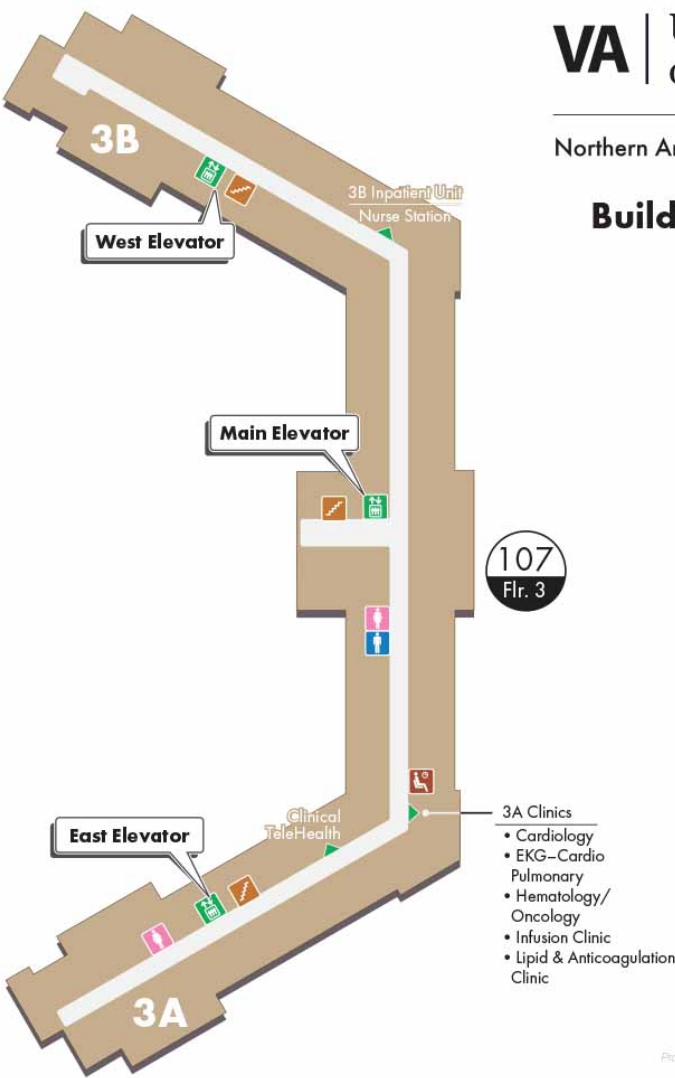 VA
Northern
Build
3B
3B Inpatient Unit
Nurse Station
West Elevator
Main Elevator
107
Flr. 3
Clinical
TeleHealth
East Elevator
3A Clinics
• Cardiology
• EKG–Cardio
Pulmonary
• Hematology/
Oncology
• Infusion Clinic
• Lipid & Anticoagulation
Clinic
3A